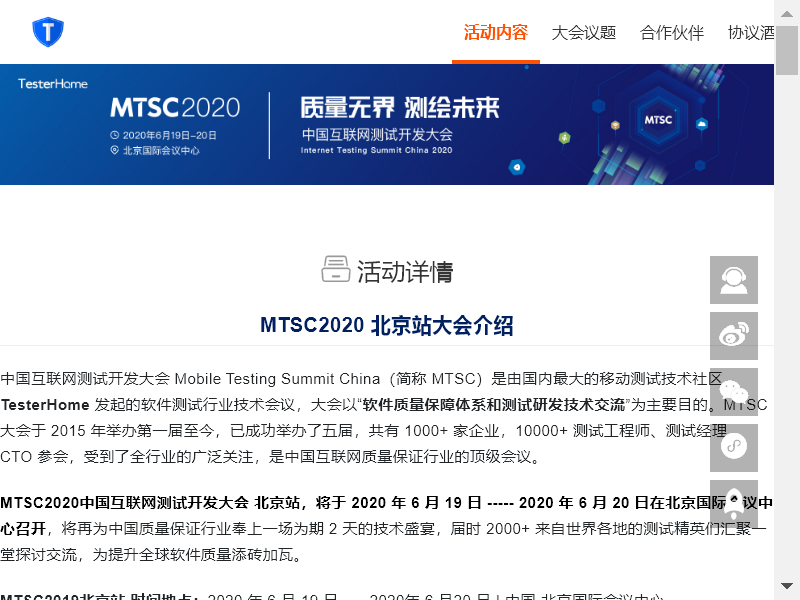 活动内容 大会议题 合作伙伴 协议酒
TesterHome
MTSC2020
2020年6月19日-20日
北京国际会议中心
质量无界 测绘未来
中国互联网测试开发大会
Internet Testing Summit China 2020
MTSC
活动详情
MTSC2020 北京站大会介绍
中国互联网测试开发大会 Mobile Testing Summit China（简称 MTSC）是由国内最大的移动测试技术社区
TesterHome 发起的软件测试行业技术会议，大会以“软件质量保障体系和测试研发技术交流”为主要目的。MTSC
大会于 2015 年举办第一届至今，已成功举办了五届，共有 1000+ 家企业，10000+ 测试工程师、测试经理
CTO 参会，受到了全行业的广泛关注，是中国互联网质量保证行业的顶级会议。
MTSC2020中国互联网测试开发大会 北京站，将于 2020 年 6 月 19 日 ----- 2020 年 6 月 20 日在北京国际会议中
心召开，将再为中国质量保证行业奉上一场为期 2 天的技术盛宴，届时 2000+ 来自世界各地的测试精英们汇聚一
堂探讨交流，为提升全球软件质量添砖加瓦。
MTSC2019北京站 时间地点：2020 年 6 月 19 日 ---- 2020年 6 月20 日 | 中国·北京国际会议中心